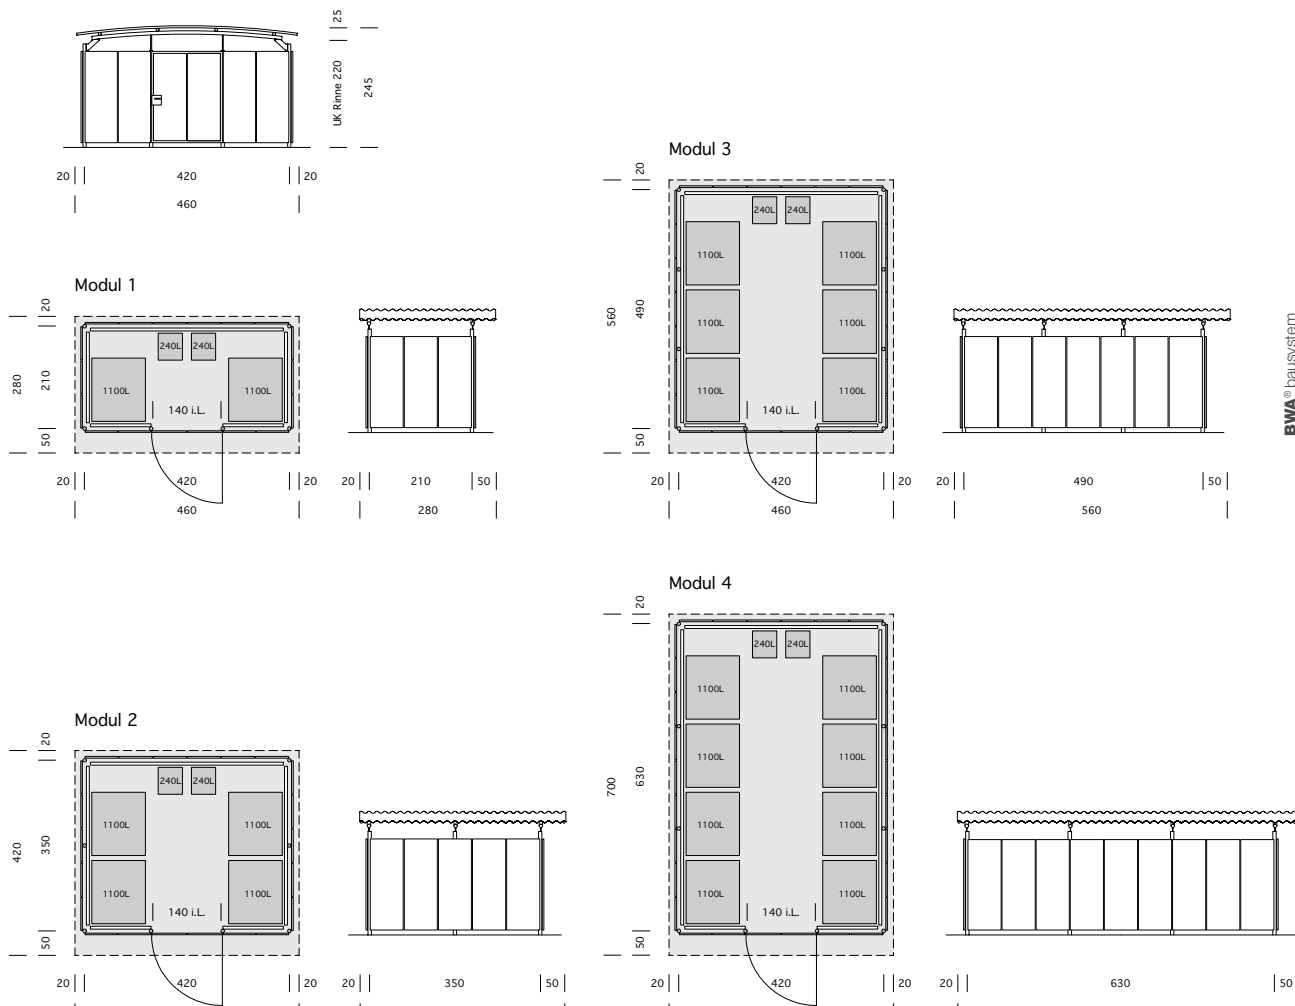 25
UK Rinne 220
245
20 420 20
460
Modul 1
20
280
210
50
240L 240L
1100L 1100L
140 i.L.
20 420 20
460
20 210 50
280
Modul 3
20
560
490
50
240L 240L
1100L 1100L
1100L 1100L
1100L 1100L
140 i.L.
20 420 20
460
20 490 50
560
BWA® bausystem
Modul 2
20
420
350
50
240L 240L
1100L 1100L
1100L 1100L
140 i.L.
20 420 20
20 350 50
Modul 4
20
700
630
50
240L 240L
1100L 1100L
1100L 1100L
1100L 1100L
1100L 1100L
140 i.L.
20 420 20
20 630 50